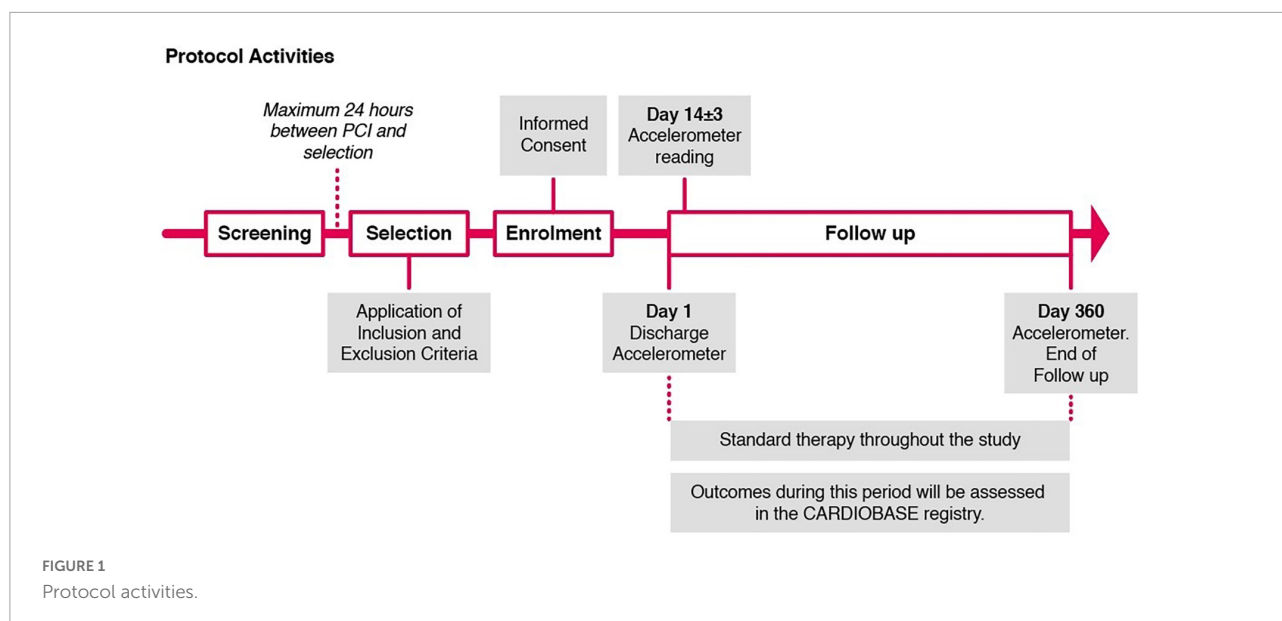 Protocol Activities
Maximum 24 hours
between PCI and
selection
Informed
Consent
Day 14±3
Accelerometer
reading
Screening
Selection
Enrolment
Follow up
Application of
Inclusion and
Exclusion Criteria
Day 1
Discharge
Accelerometer
Day 360
Accelerometer.
End of
Follow up
Standard therapy throughout the study
Outcomes during this period will be assessed
in the CARDIOBASE registry.
FIGURE 1
Protocol activities.